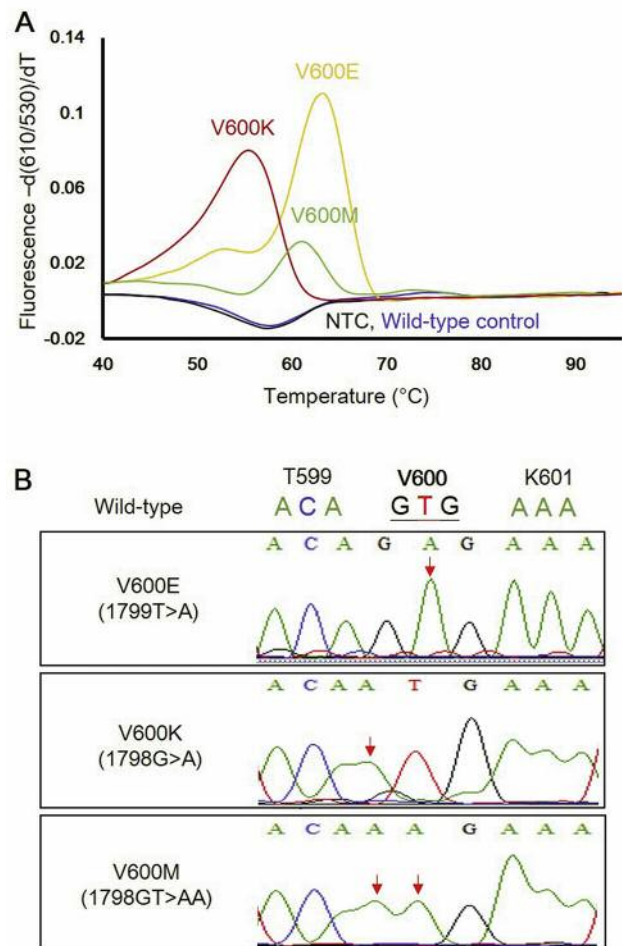 A
0.14
0.1
0.06
0.02
-0.02
Fluorescence –d(610/530)/dT
V600E
V600K
V600M
NTC, Wild-type control
40 50 60 70 80 90
Temperature (°C)
B
T599 V600 K601
Wild-type A C A G T G A A A
A C A G A G A A A
V600E
(1799T>A)
A C A A T G A A A
V600K
(1798G>A)
A C A A A G A A A
V600M
(1798GT>AA)